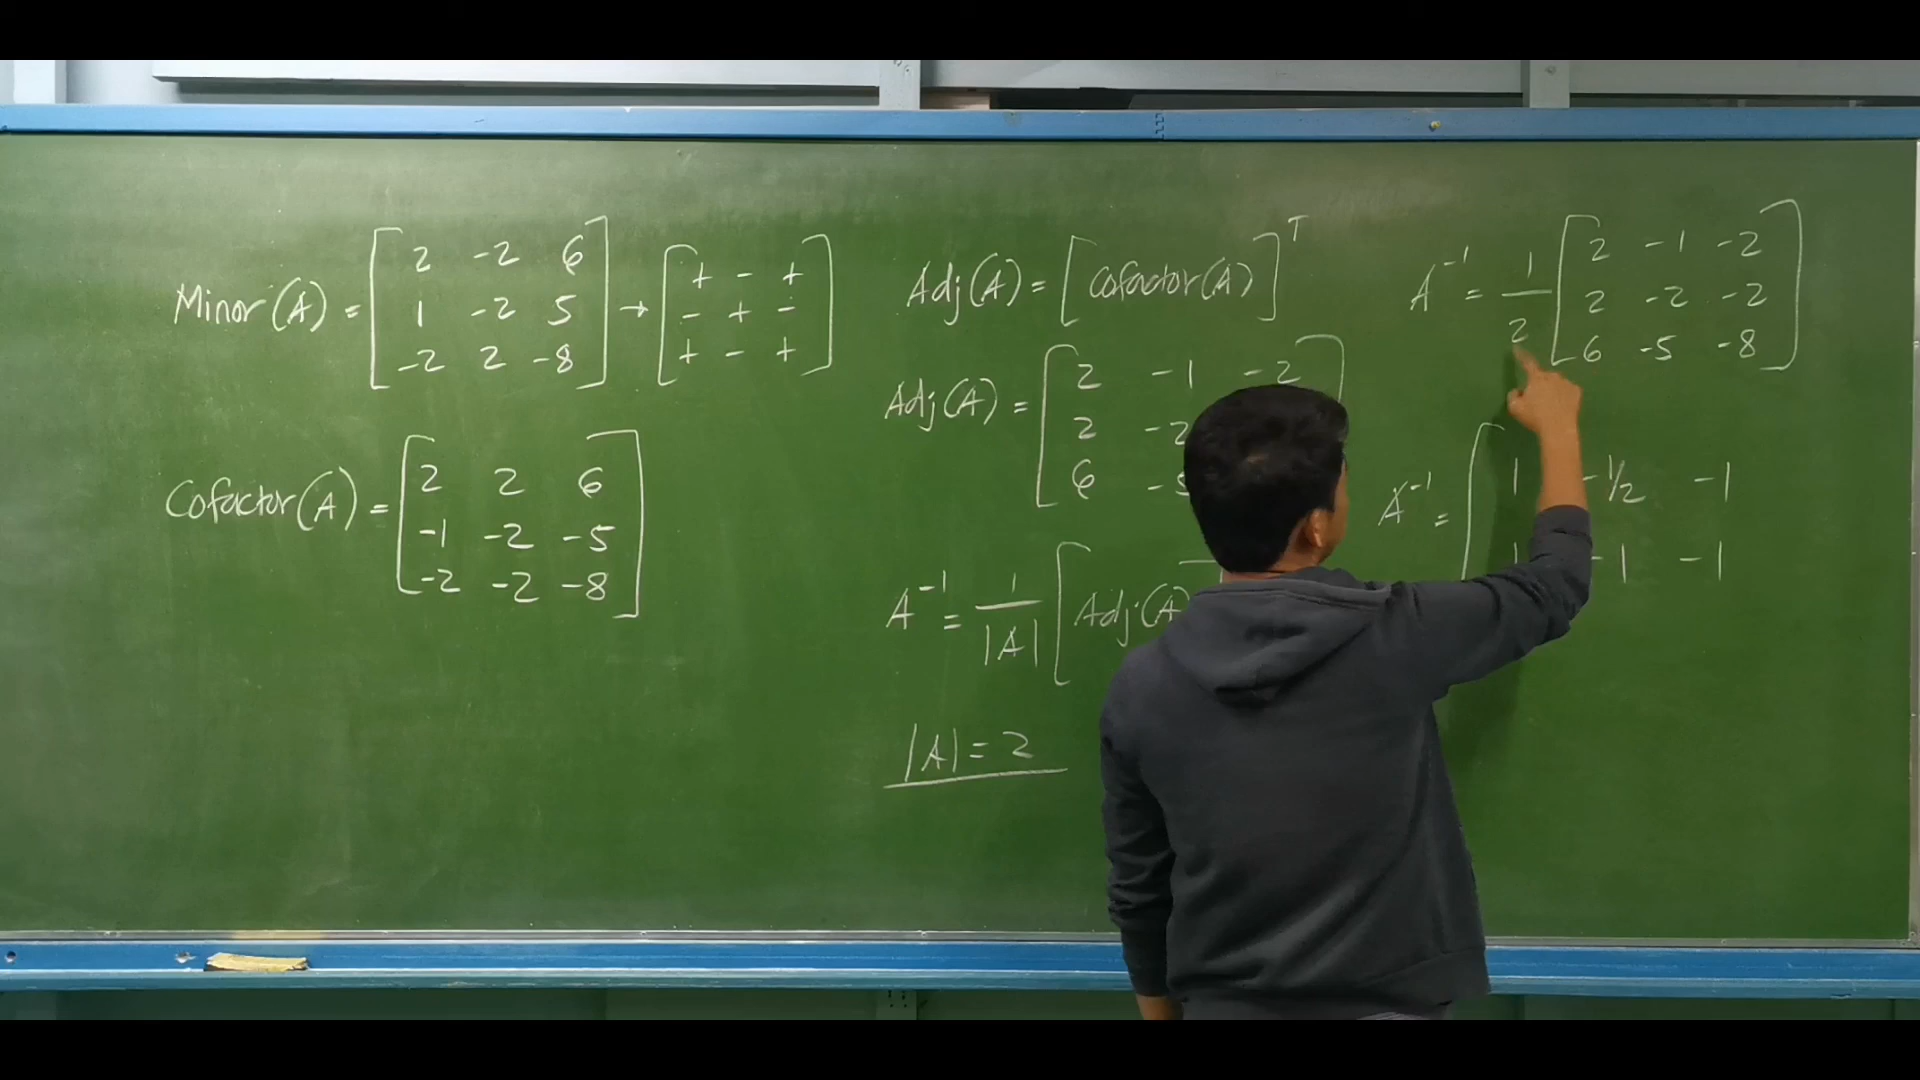 Minor(A) = [ 2 -2 6 → [ + - +
1 -2 5 - + -
-2 2 -8 ] + - + ]
Cofactor(A) = [ 2 2 6
-1 -2 -5
-2 -2 -8 ]
Adj(A) = [Cofactor(A)]ᵀ
Adj(A) = [ 2 -1 -2
2 -2
6 ]
A⁻¹ = 1/|A| [Adj(A)
|A| = 2
A⁻¹ = 1/2 [ 2 -1 -2
2 -2 -2
6 -5 -8 ]
A⁻¹ = [ 1 -1/2 -1
1 -1 -1